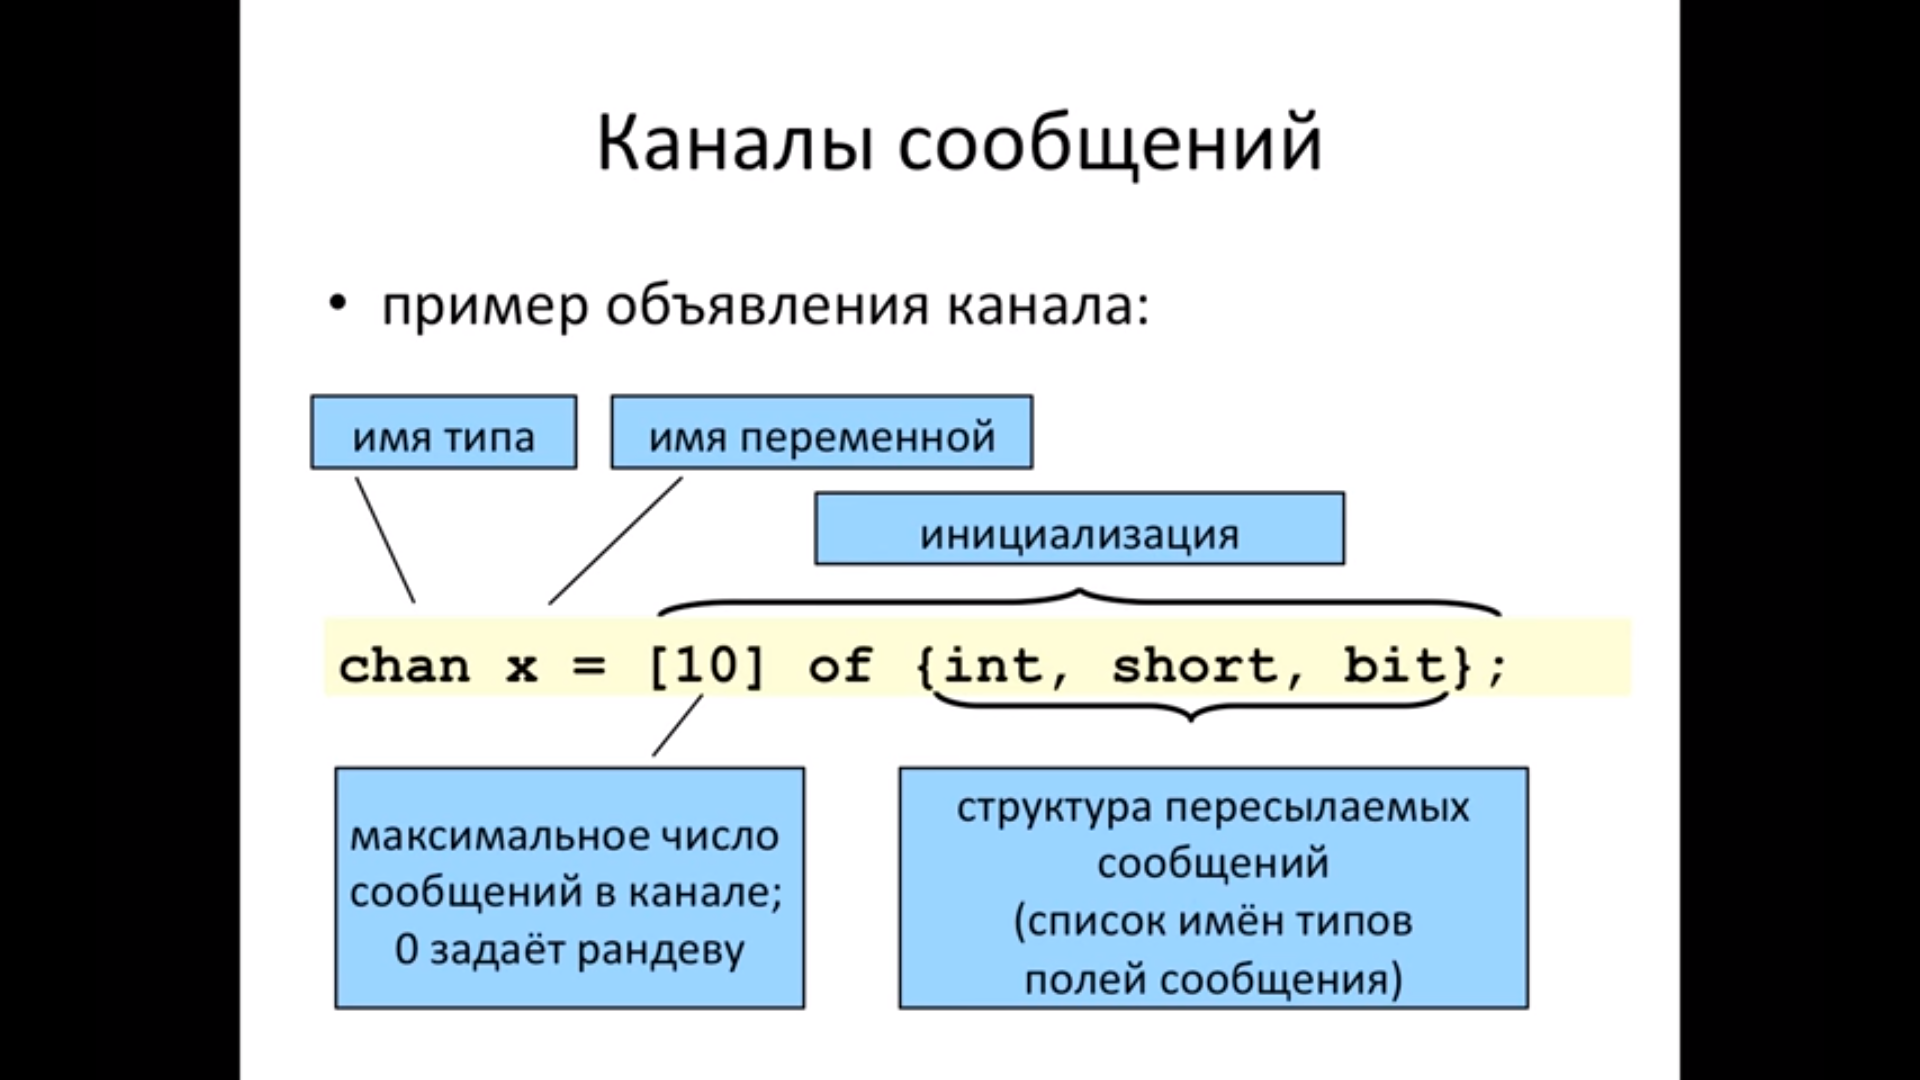 Каналы сообщений
• пример объявления канала:
имя типа
имя переменной
инициализация
chan x = [10] of {int, short, bit};
максимальное число
сообщений в канале;
0 задаёт рандеву
структура пересылаемых
сообщений
(список имён типов
полей сообщения)